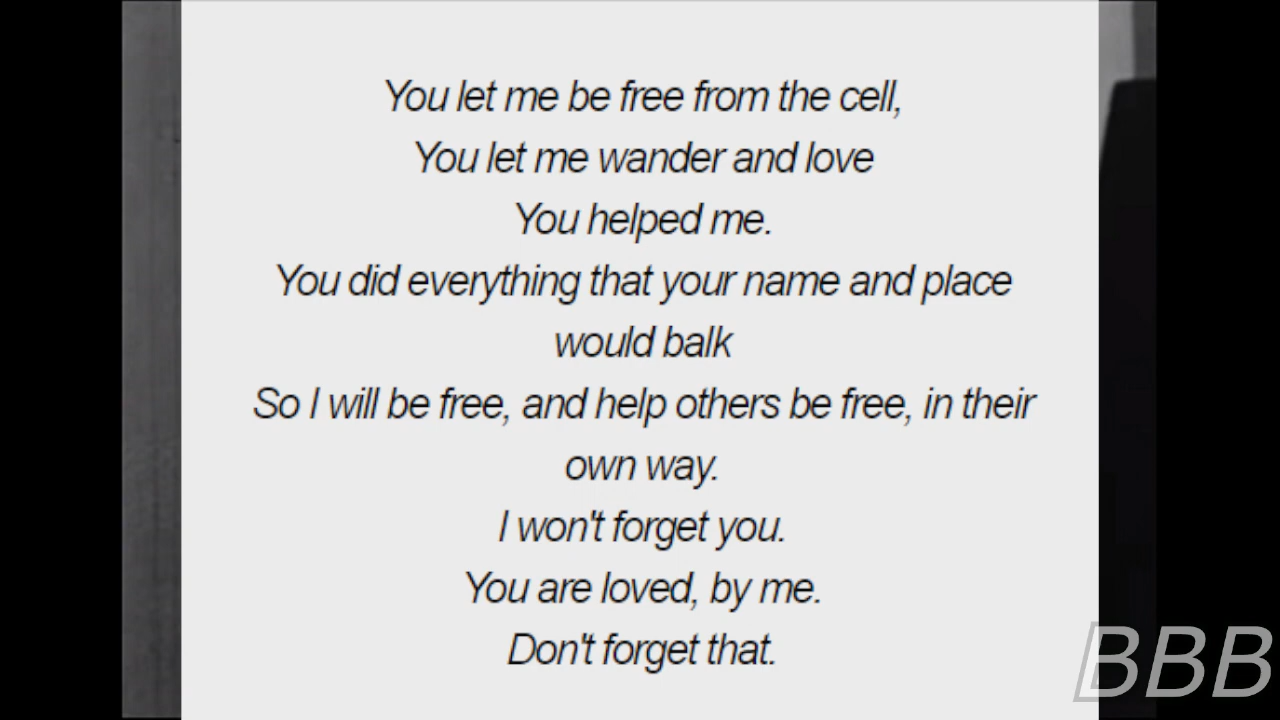 You let me be free from the cell,
You let me wander and love
You helped me.
You did everything that your name and place
would balk
So I will be free, and help others be free, in their
own way.
I won't forget you.
You are loved, by me.
Don't forget that.
BBB